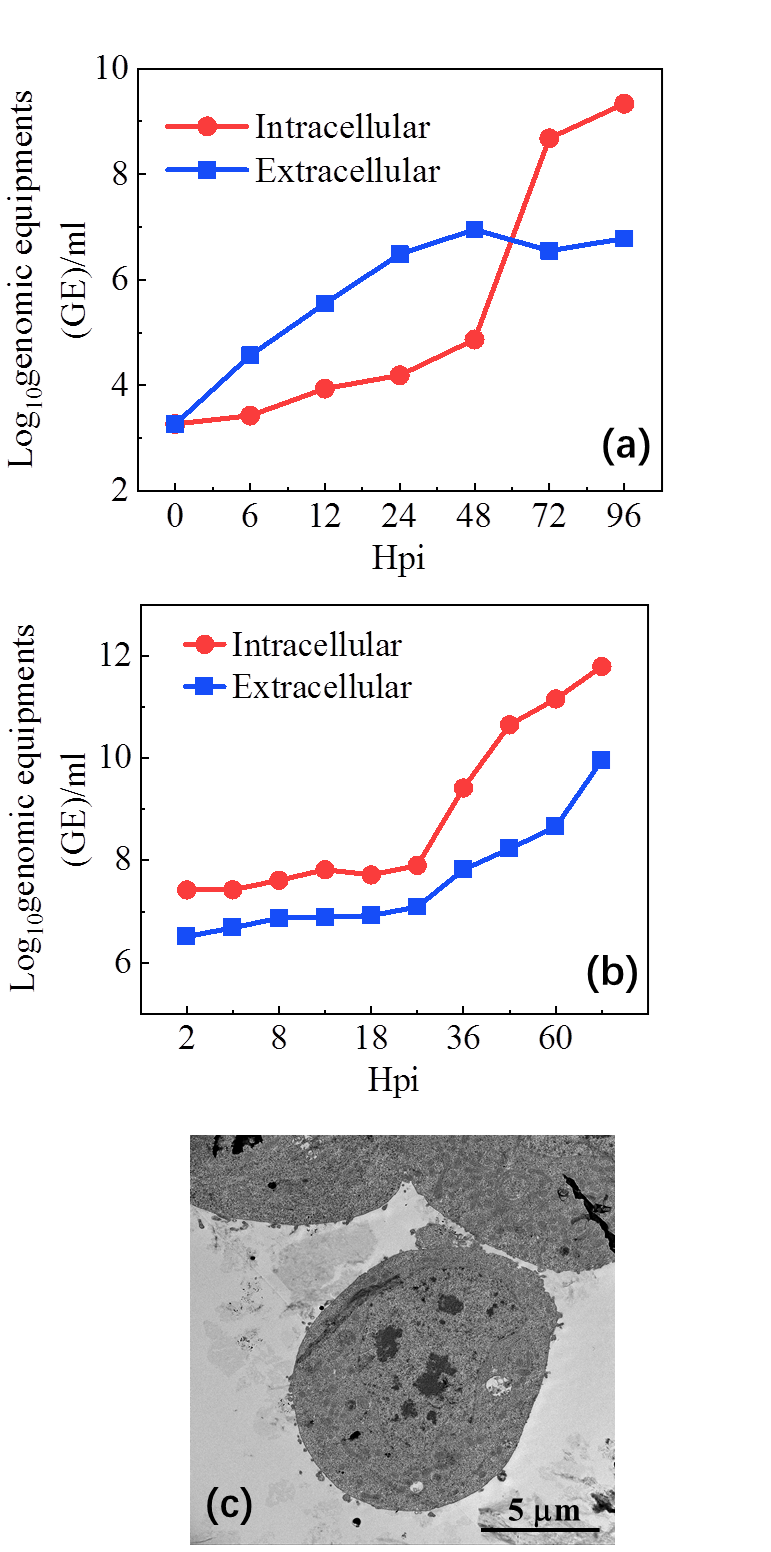 10
8
6
4
2
Log10genomic equipments
(GE)/ml
Intracellular
Extracellular
(a)
0 6 12 24 48 72 96
Hpi
12
10
8
6
Log10genomic equipments
(GE)/ml
Intracellular
Extracellular
(b)
2 8 18 36 60
Hpi
(c)
5 μm